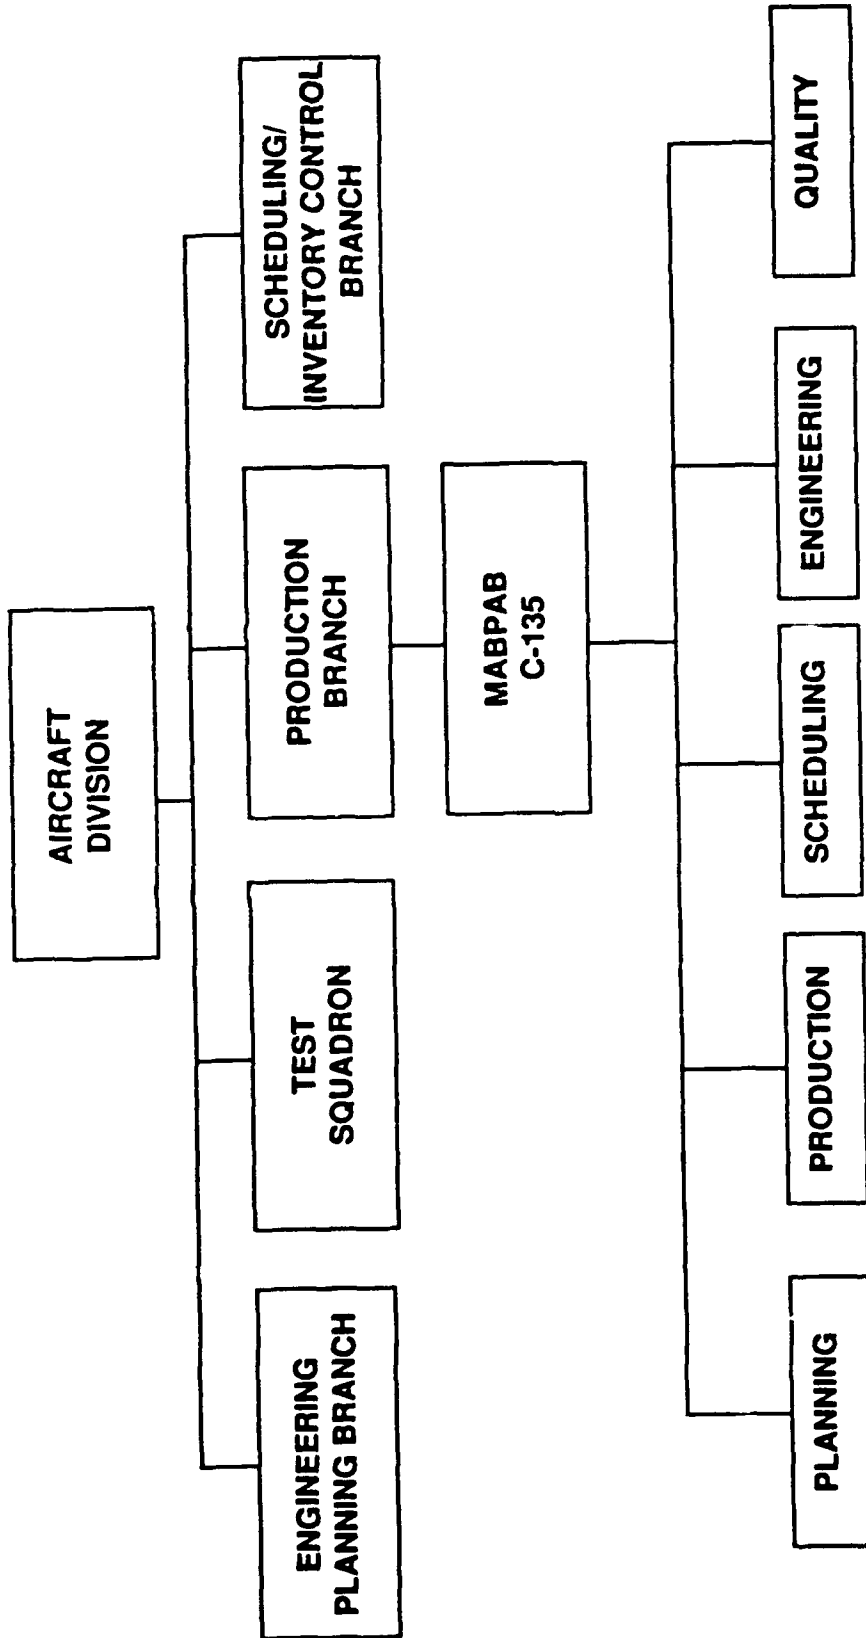 AIRCRAFT
DIVISION
ENGINEERING
PLANNING BRANCH
TEST
SQUADRON
PRODUCTION
BRANCH
SCHEDULING/
INVENTORY CONTROL
BRANCH
MABPAB
C-135
PLANNING
PRODUCTION
SCHEDULING
ENGINEERING
QUALITY